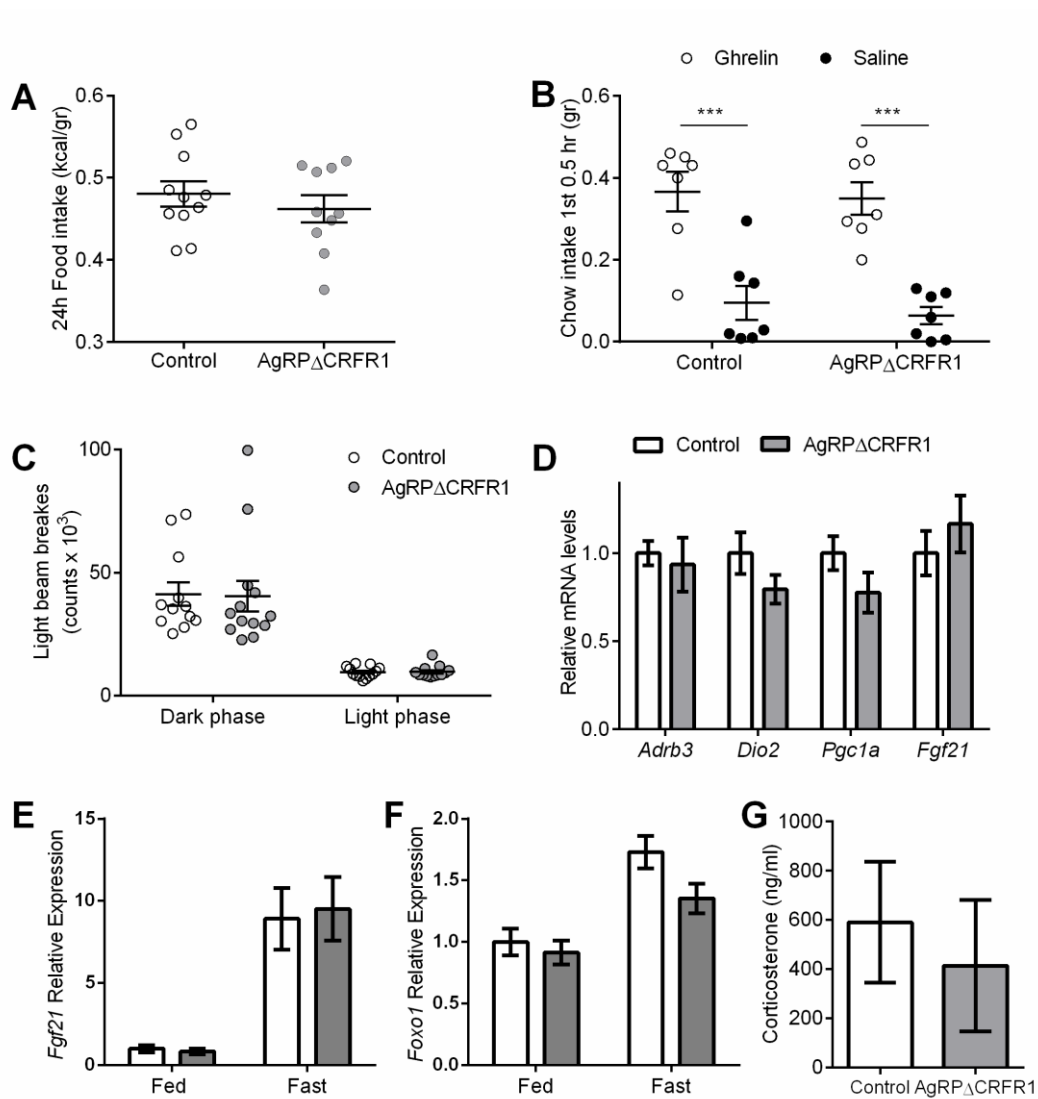 Ghrelin Saline
A
24h Food intake (kcal/gr)
0.6
0.5
0.4
0.3
Control AgRPΔCRFR1
B
Chow intake 1st 0.5 hr (gr)
0.6
0.4
0.2
0.0
*** ***
Control AgRPΔCRFR1
C
Light beam breakes
(counts x 10³)
100
50
0
Control
AgRPΔCRFR1
Dark phase Light phase
D
Control AgRPΔCRFR1
Relative mRNA levels
1.0
0.5
0.0
Adrb3 Dio2 Pgc1a Fgf21
E
Fgf21 Relative Expression
15
10
5
0
Fed Fast
F
Foxo1 Relative Expression
2.0
1.5
1.0
0.5
0.0
Fed Fast
G
Corticosterone (ng/ml)
1000
800
600
400
200
0
Control AgRPΔCRFR1